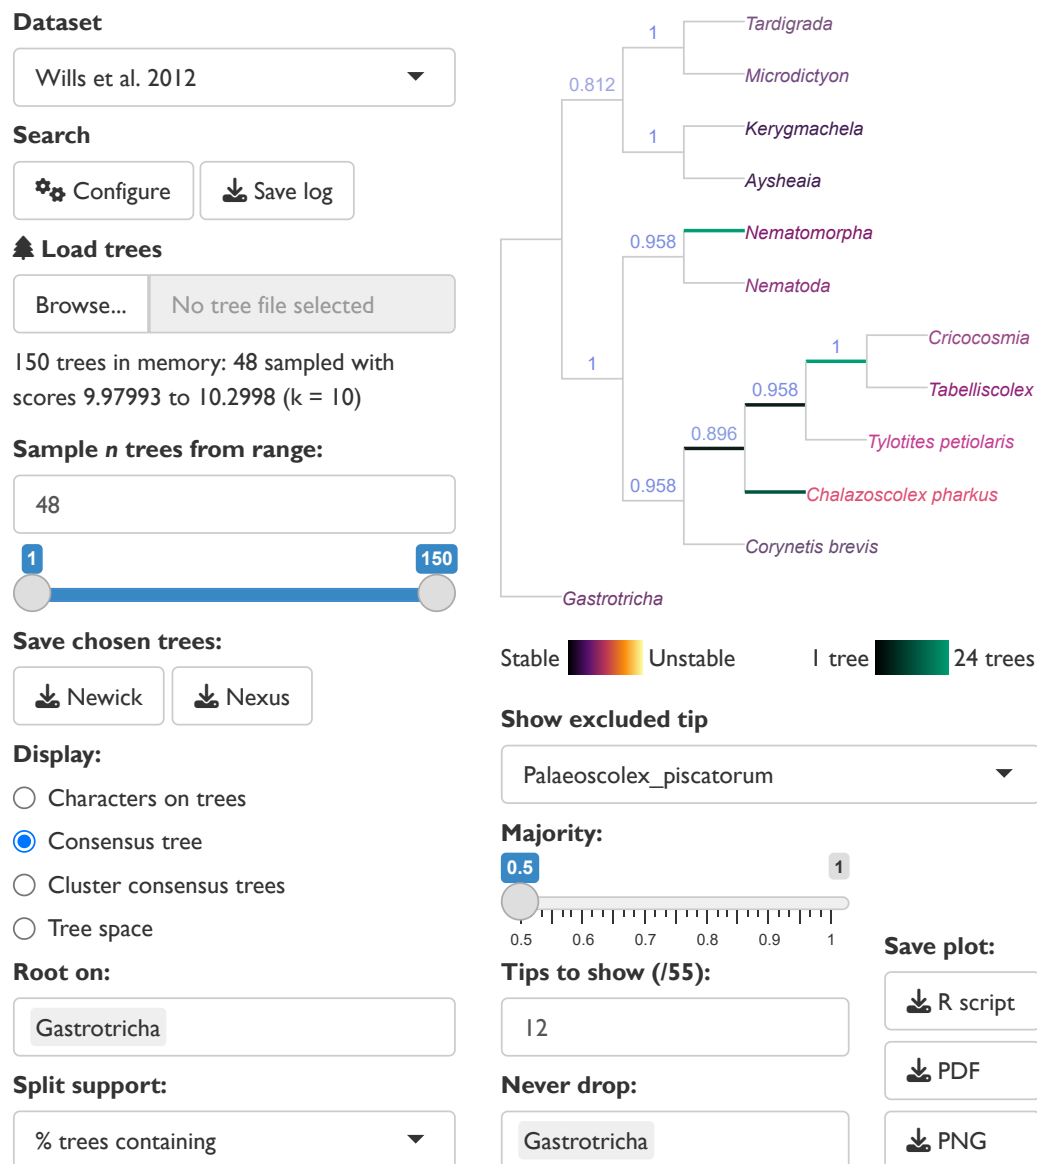 Dataset
Wills et al. 2012
Search
Configure
Save log
Load trees
Browse...
No tree file selected
150 trees in memory: 48 sampled with
scores 9.97993 to 10.2998 (k = 10)
Sample n trees from range:
48
1
150
Save chosen trees:
Newick
Nexus
Display:
Characters on trees
Consensus tree
Cluster consensus trees
Tree space
Root on:
Gastrotricha
Split support:
% trees containing
Tardigrada
1
Microdictyon
0.812
Kerygmachela
1
Aysheaia
Nematomorpha
0.958
Nematoda
Cricocosmia
1
1
Tabelliscolex
0.958
0.896
Tylotites petiolaris
0.958
Chalazoscolex pharkus
Corynetis brevis
Gastrotricha
Stable
Unstable
1 tree
24 trees
Show excluded tip
Palaeoscolex_piscatorum
Majority:
0.5
1
0.5 0.6 0.7 0.8 0.9 1
Tips to show (/55):
12
Never drop:
Gastrotricha
Save plot:
R script
PDF
PNG